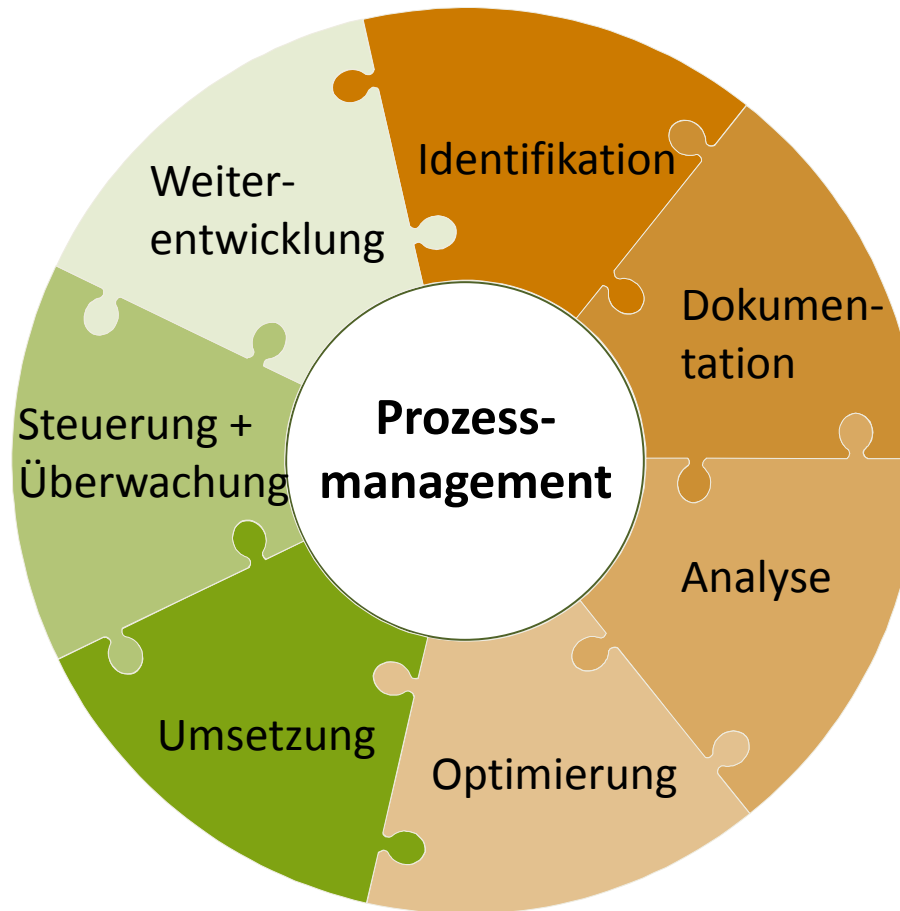 Identifikation
Dokumen-
tation
Analyse
Optimierung
Umsetzung
Steuerung +
Überwachung
Weiter-
entwicklung
Prozess-
management